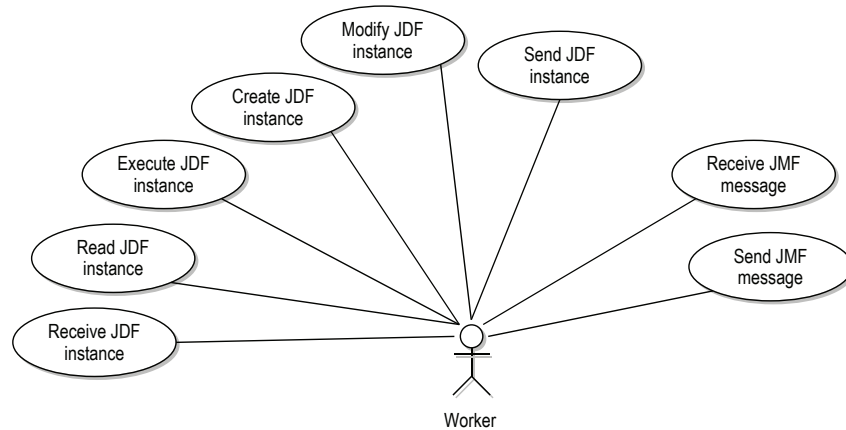 Modify JDF
instance
Send JDF
instance
Create JDF
instance
Execute JDF
instance
Receive JMF
message
Read JDF
instance
Send JMF
message
Receive JDF
instance
Worker